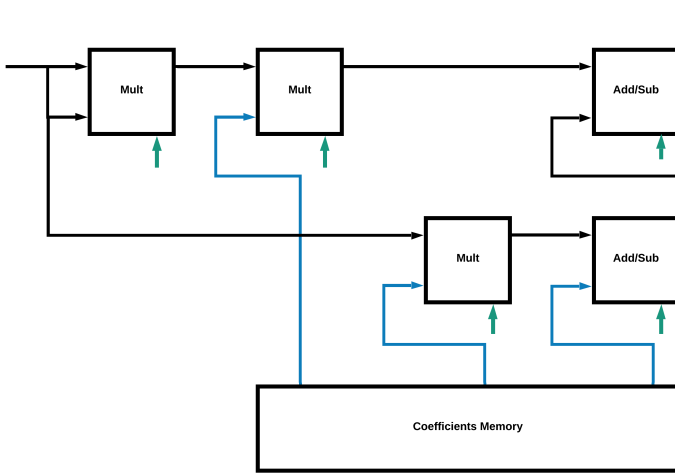 Mult
Mult
Add/Sub
Mult
Add/Sub
Coefficients Memory